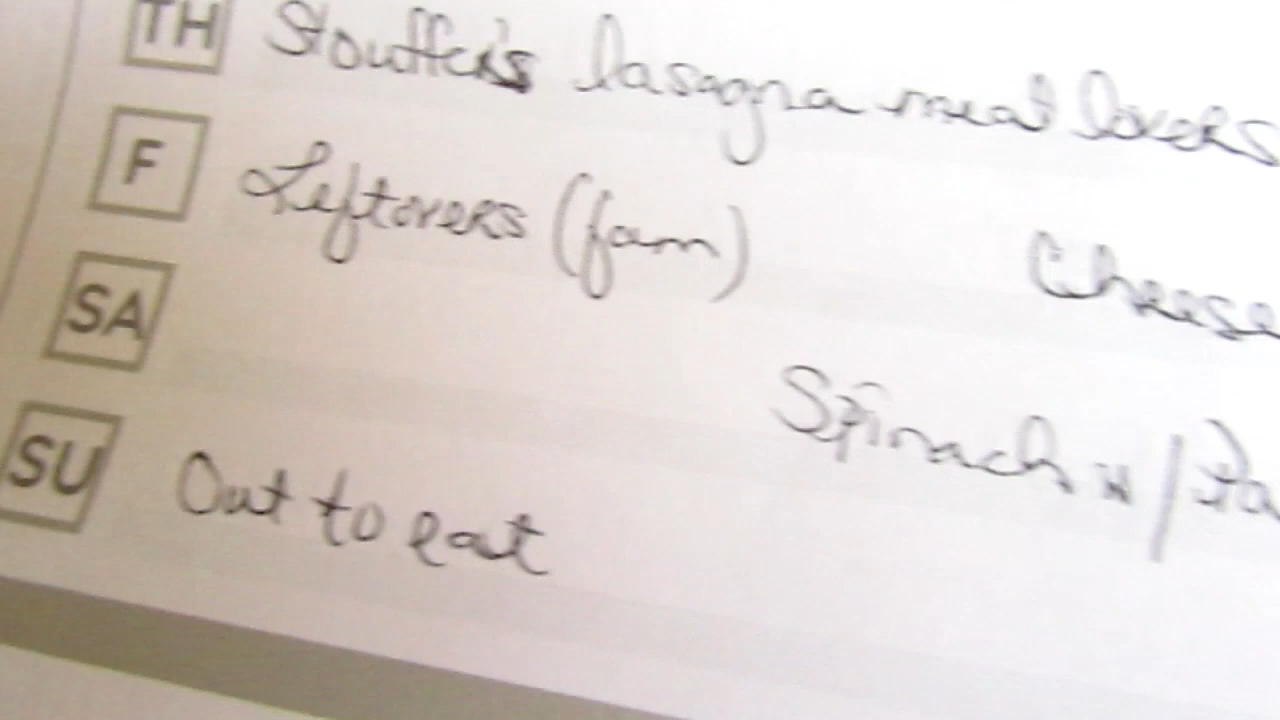 TH Stouffer's lasagna meat lovers
F Leftovers (fam) Cheese
SA Spinach
SU Out to eat